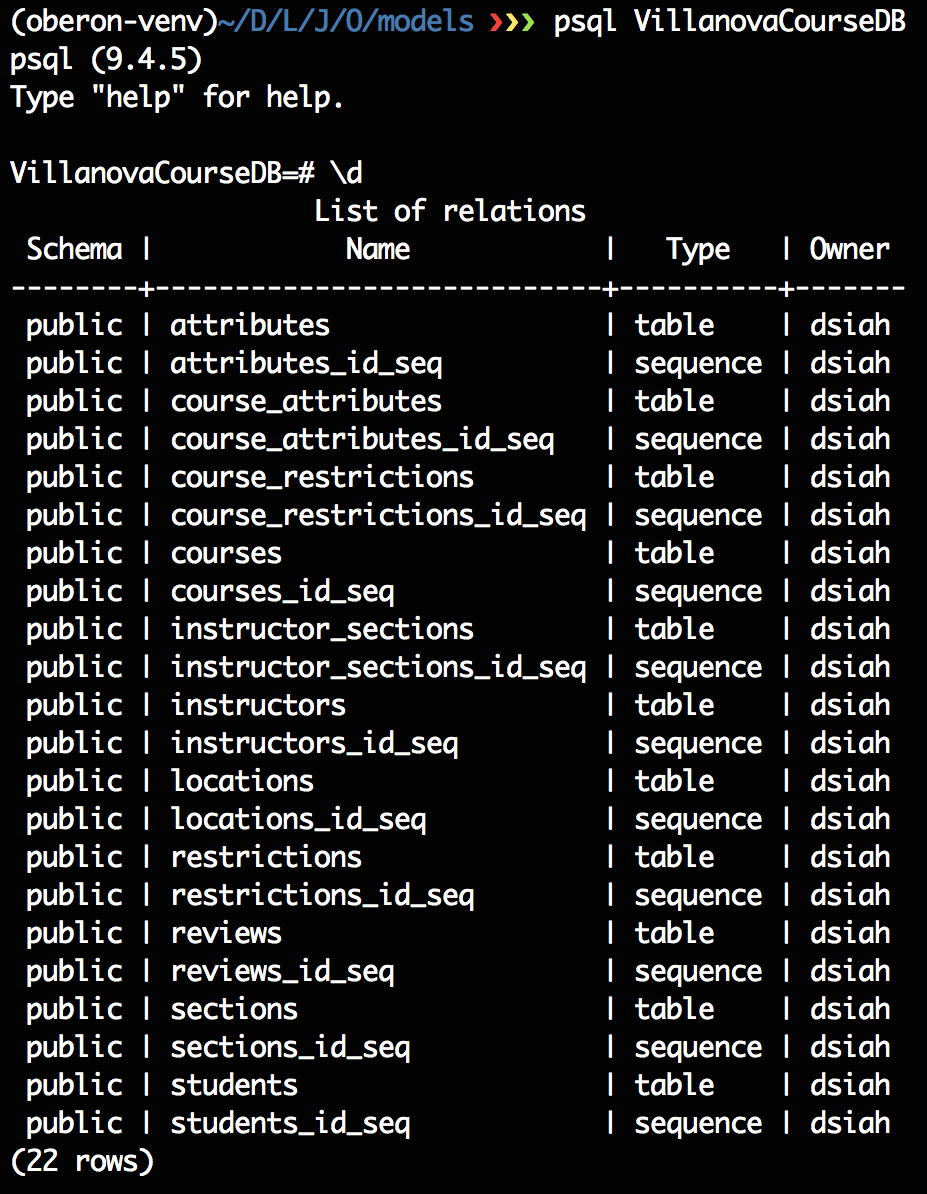 (oberon-venv)~/D/L/J/O/models ❯❯❯ psql VillanovaCourseDB
psql (9.4.5)
Type "help" for help.

VillanovaCourseDB=# \d
                   List of relations
 Schema |            Name            |   Type   | Owner
--------+----------------------------+----------+-------
 public | attributes                 | table    | dsiah
 public | attributes_id_seq          | sequence | dsiah
 public | course_attributes          | table    | dsiah
 public | course_attributes_id_seq   | sequence | dsiah
 public | course_restrictions        | table    | dsiah
 public | course_restrictions_id_seq | sequence | dsiah
 public | courses                    | table    | dsiah
 public | courses_id_seq             | sequence | dsiah
 public | instructor_sections        | table    | dsiah
 public | instructor_sections_id_seq | sequence | dsiah
 public | instructors                | table    | dsiah
 public | instructors_id_seq         | sequence | dsiah
 public | locations                  | table    | dsiah
 public | locations_id_seq           | sequence | dsiah
 public | restrictions               | table    | dsiah
 public | restrictions_id_seq        | sequence | dsiah
 public | reviews                    | table    | dsiah
 public | reviews_id_seq             | sequence | dsiah
 public | sections                   | table    | dsiah
 public | sections_id_seq            | sequence | dsiah
 public | students                   | table    | dsiah
 public | students_id_seq            | sequence | dsiah
(22 rows)